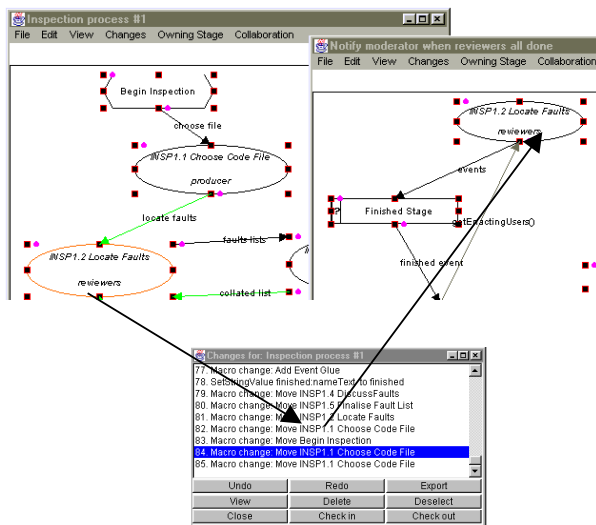 Inspection process #1
File Edit View Changes Owning Stage Collaboration
Begin Inspection
choose file
INSP1.1 Choose Code File
producer
locate faults
faults lists
INSP1.2 Locate Faults
reviewers
collated list
Notify moderator when reviewers all done
File Edit View Changes Owning Stage Collaboration
INSP1.2 Locate Faults
reviewers
events
? Finished Stage
getEnactingUsers()
finished event
Changes for: Inspection process #1
77. Macro change: Add Event Glue
78. SetStringValue finished:nameText to finished
79. Macro change: Move INSP1.4 DiscussFaults
80. Macro change: Move INSP1.5 Finalise Fault List
81. Macro change: Move INSP1.2 Locate Faults
82. Macro change: Move INSP1.1 Choose Code File
83. Macro change: Move Begin Inspection
84. Macro change: Move INSP1.1 Choose Code File
85. Macro change: Move INSP1.1 Choose Code File
Undo Redo Export
View Delete Deselect
Close Check in Check out